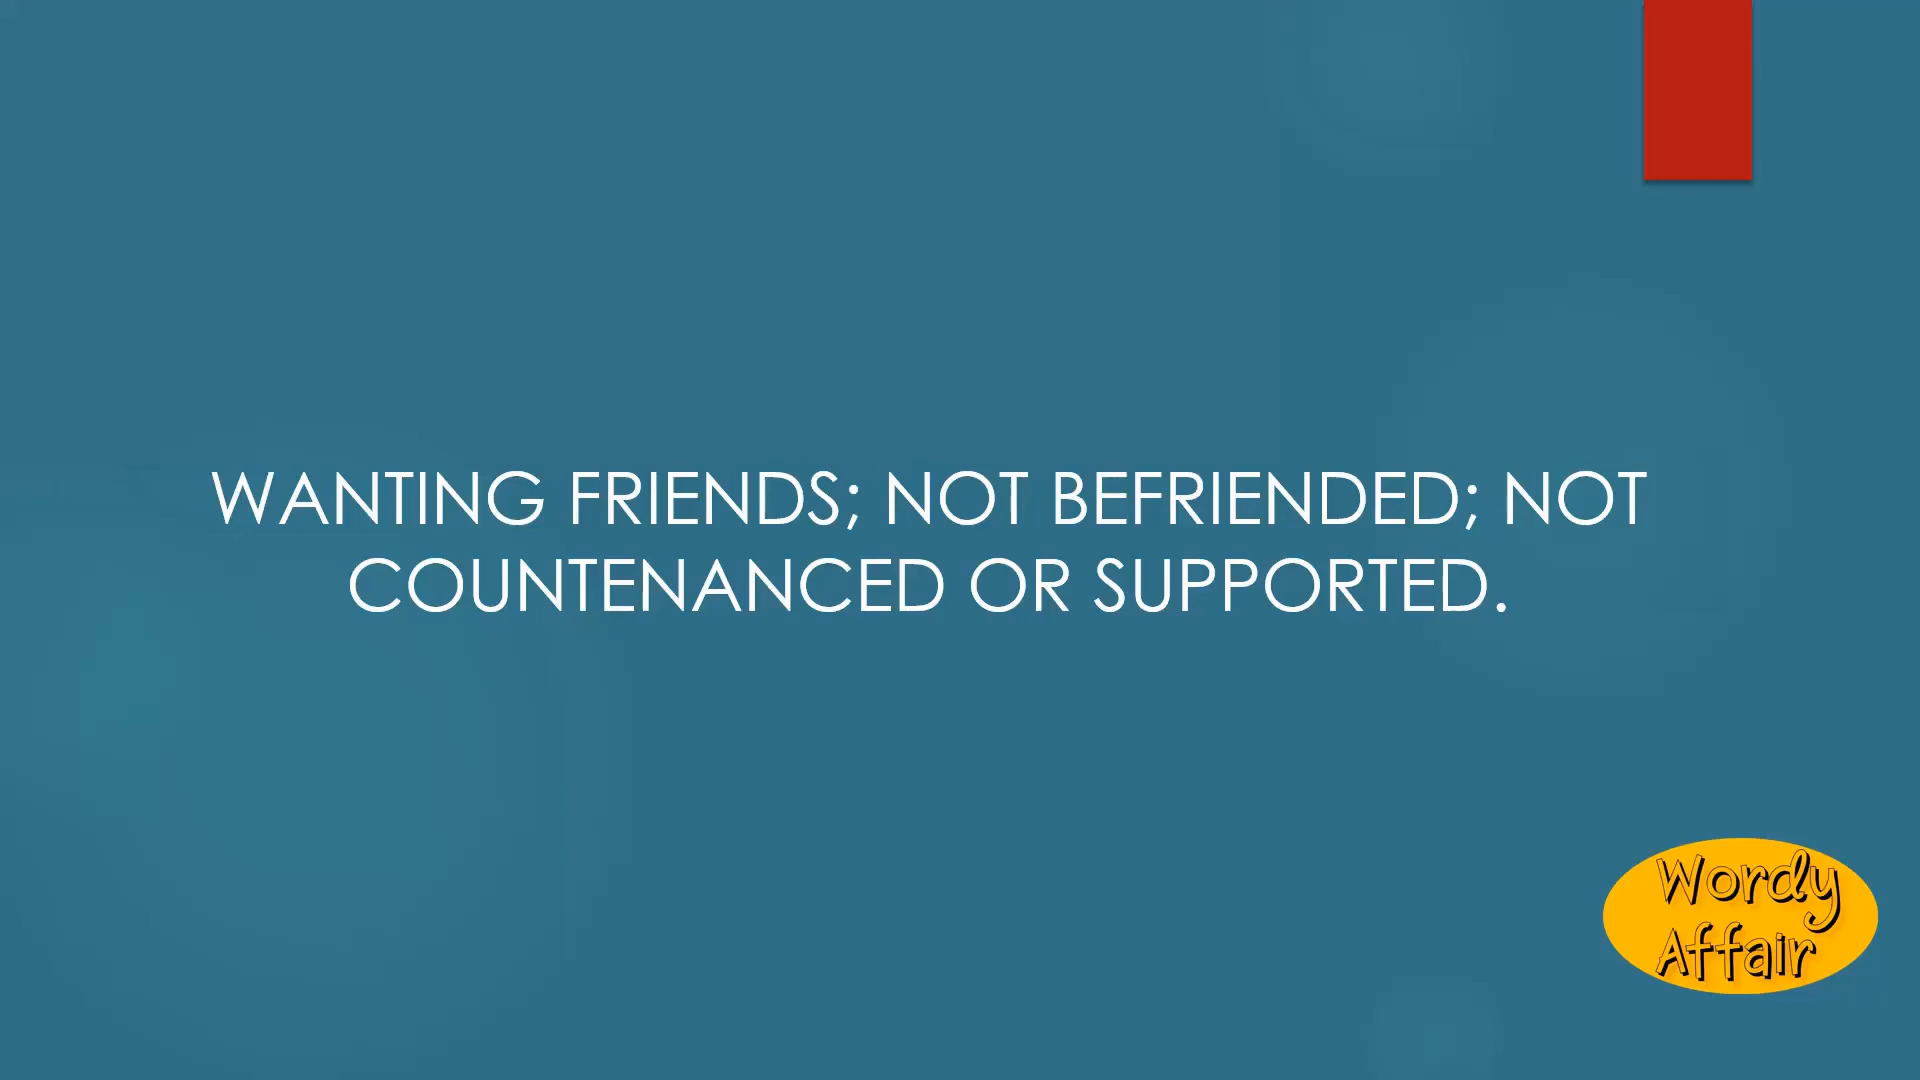 WANTING FRIENDS; NOT BEFRIENDED; NOT
COUNTENANCED OR SUPPORTED.
Wordy
Affair